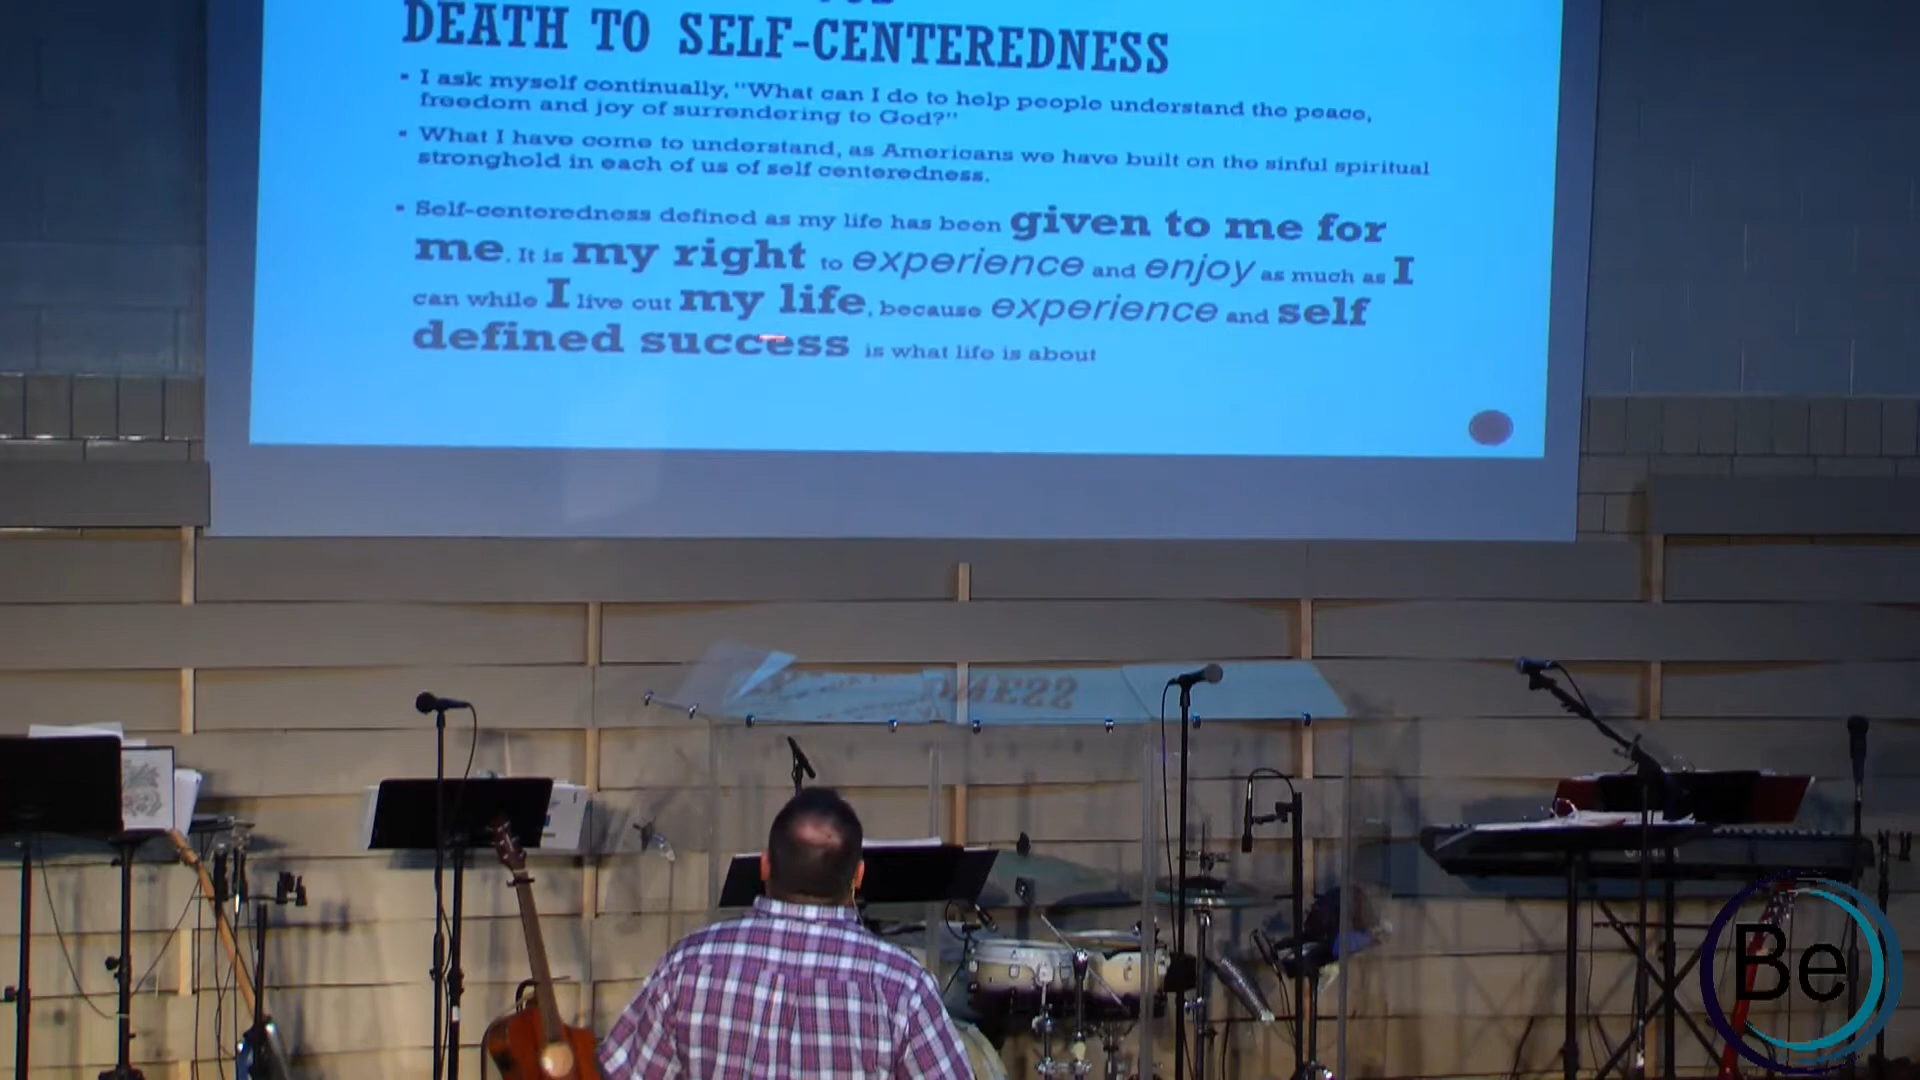 DEATH TO SELF-CENTEREDNESS
▪ I ask myself continually, "What can I do to help people understand the peace,
freedom and joy of surrendering to God?"
▪ What I have come to understand, as Americans we have built on the sinful spiritual
stronghold in each of us of self centeredness.
▪ Self-centeredness defined as my life has been given to me for
me. It is my right to experience and enjoy as much as I
can while I live out my life, because experience and self
defined success is what life is about
Be